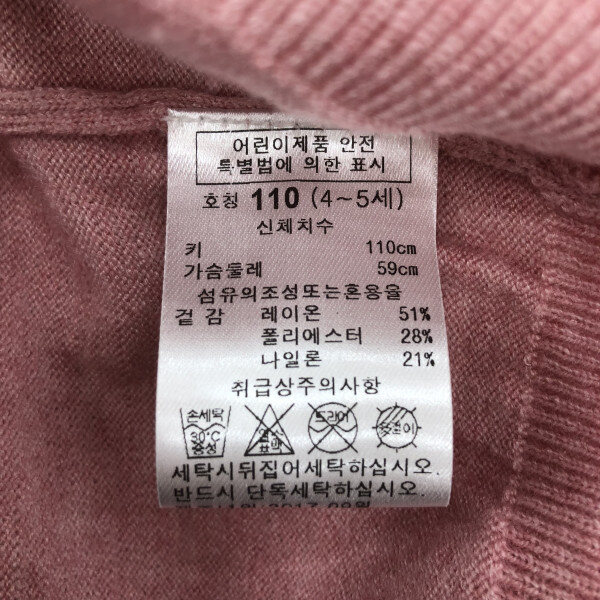 어린이제품 안전
특별법에 의한 표시
호칭 110 (4~5세)
신체치수
키 110cm
가슴둘레 59cm
섬유의조성또는혼용율
겉감 레이온 51%
폴리에스터 28%
나일론 21%
취급상주의사항
손세탁 드라이
30℃
중성 표백
세탁시뒤집어세탁하십시오.
반드시 단독세탁하십시오.